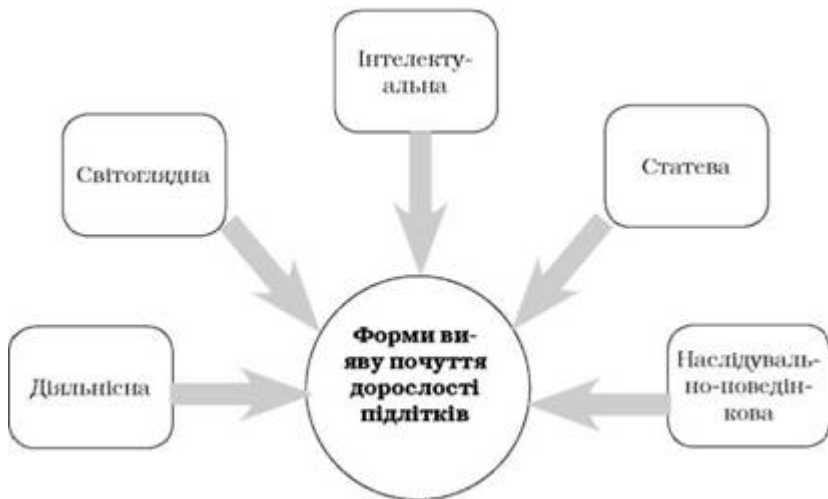 Інтелекту-
альна
Світоглядна
Статева
Форми ви-
яву почуття
дорослості
підлітків
Діяльнісна
Наслідуваль-
но-поведін-
кова